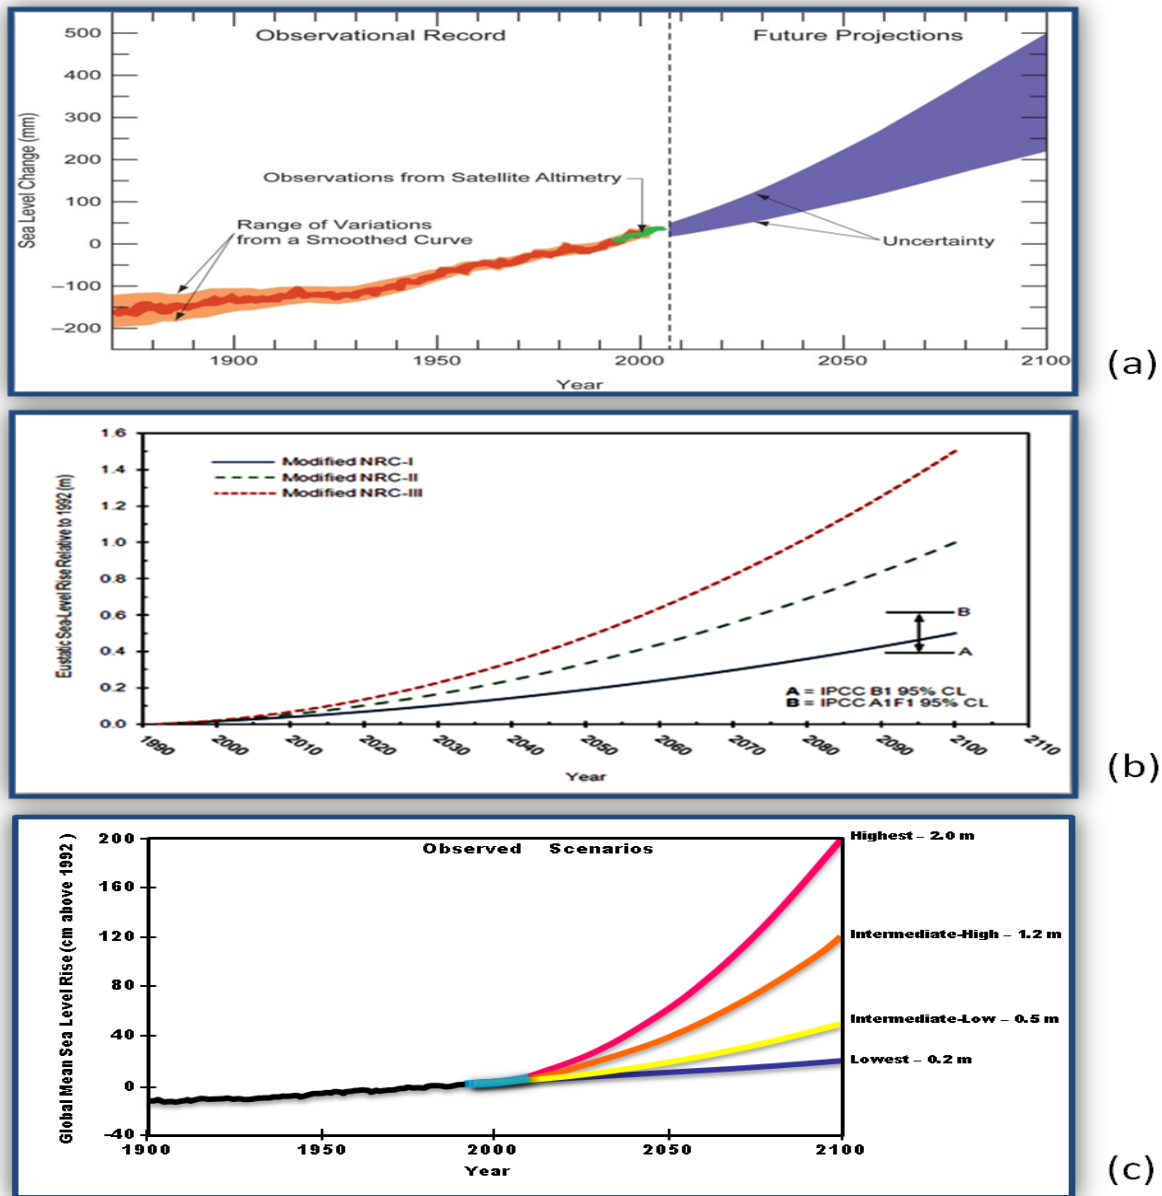 Observational Record
Future Projections
Sea Level Change (mm)
500
400
300
200
100
0
−100
−200
Observations from Satellite Altimetry
Range of Variations
from a Smoothed Curve
Uncertainty
1900
1950
2000
2050
2100
Year
(a)
Eustatic Sea-Level Rise Relative to 1992 (m)
1.6
1.4
1.2
1.0
0.8
0.6
0.4
0.2
0.0
Modified NRC-I
Modified NRC-II
Modified NRC-III
B
A
A = IPCC B1 95% CL
B = IPCC A1F1 95% CL
1990
2000
2010
2020
2030
2040
2050
2060
2070
2080
2090
2100
2110
Year
(b)
Global Mean Sea Level Rise (cm above 1992 )
200
160
120
80
40
0
-40
Observed Scenarios
Highest – 2.0 m
Intermediate-High – 1.2 m
Intermediate-Low – 0.5 m
Lowest – 0.2 m
1900
1950
2000
2050
2100
Year
(c)